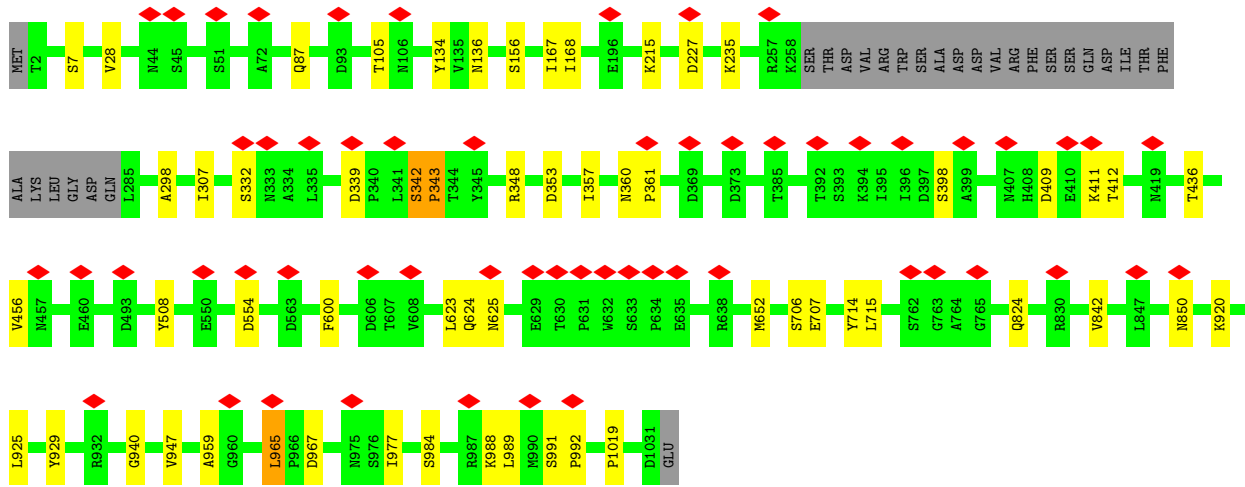 MET T2 S7 V28 N44 S45 S51 A72 Q87 D93 T105 N106 Y134 V135 N136 S156 I167 I168 E196 K215 D227 K235 R257 K258 SER THR ASP VAL ARG TRP SER ALA ASP ASP VAL ARG PHE SER SER GLN ASP ILE THR PHE
ALA LYS LEU GLY ASP GLN L285 A298 I307 S332 N333 A334 L335 D339 P340 L341 S342 P343 T344 Y345 R348 D353 I357 N360 P361 D369 D373 T385 T392 S393 K394 I395 I396 D397 S398 A399 N407 H408 D409 E410 K411 T412 N419 T436
V456 N457 E460 D493 Y508 E550 D554 D563 F600 D606 T607 V608 L623 Q624 N625 E629 T630 P631 W632 S633 P634 E635 R638 M652 S706 E707 Y714 L715 S762 G763 A764 G765 Q824 R830 V842 L847 N850 K920
L925 Y929 R932 G940 V947 A959 G960 L965 P966 D967 N975 S976 I977 S984 R987 K988 L989 M990 S991 P992 P1019 D1031 GLU